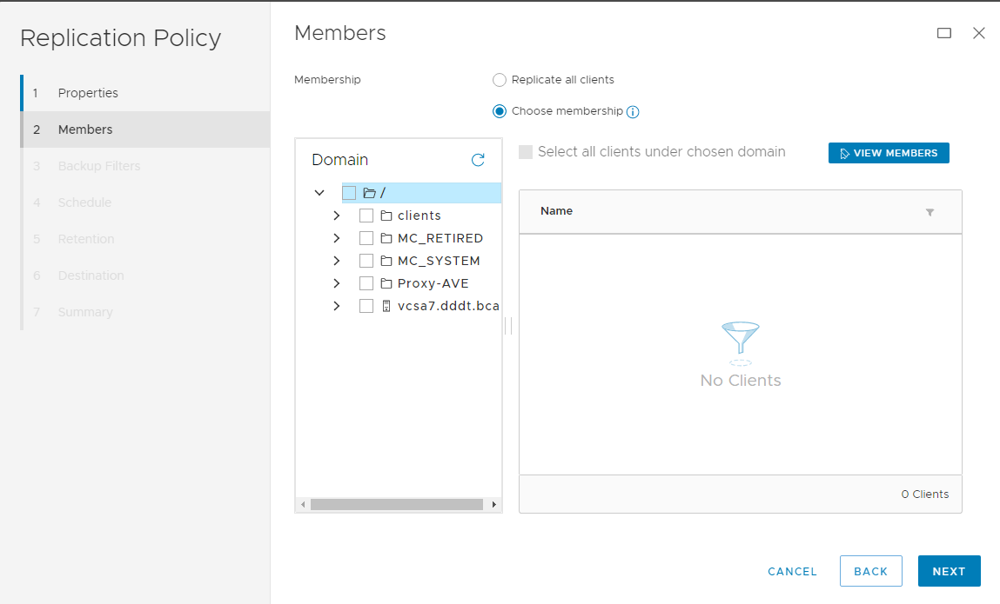 Replication Policy
1 Properties
2 Members
3 Backup Filters
4 Schedule
5 Retention
6 Destination
7 Summary
Members
Membership
Replicate all clients
Choose membership
Domain
/
clients
MC_RETIRED
MC_SYSTEM
Proxy-AVE
vcsa7.dddt.bca
Select all clients under chosen domain
VIEW MEMBERS
Name
No Clients
0 Clients
CANCEL
BACK
NEXT